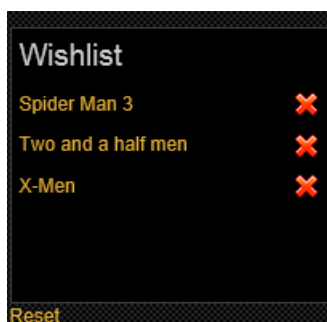 Wishlist
Spider Man 3
Two and a half men
X-Men
Reset